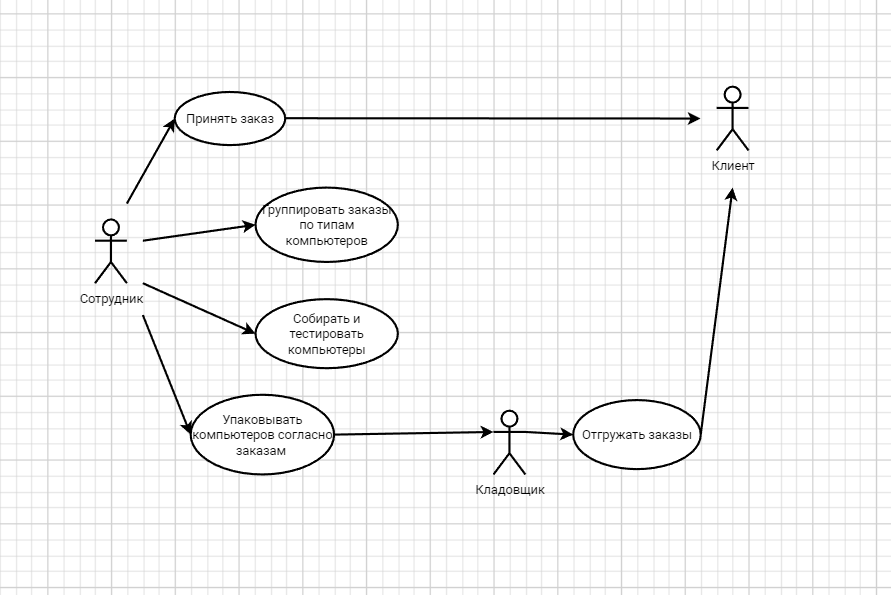 Принять заказ
Клиент
Группировать заказы
по типам
компьютеров
Сотрудник
Собирать и
тестировать
компьютеры
Упаковывать
компьютеров согласно
заказам
Отгружать заказы
Кладовщик